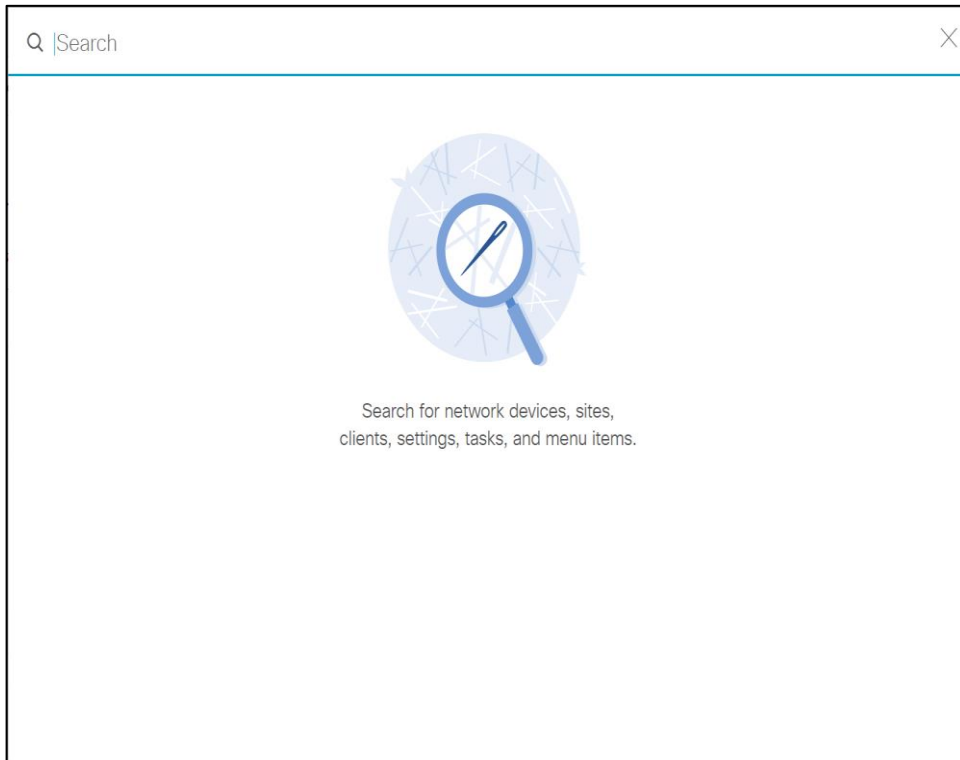 Search
Search for network devices, sites,
clients, settings, tasks, and menu items.